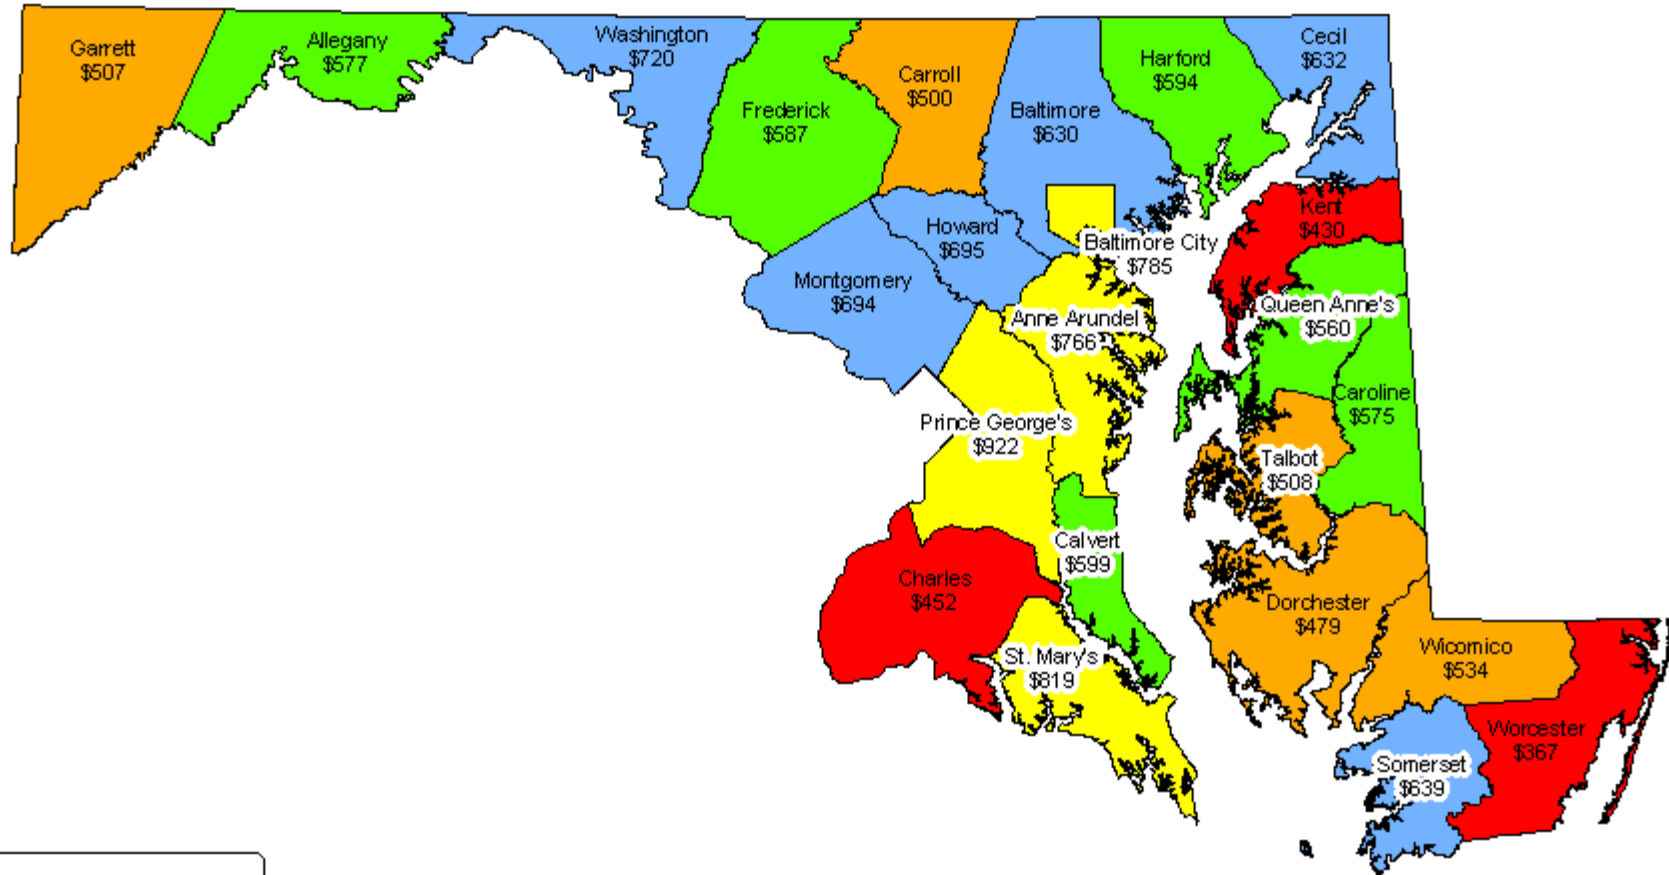 Garrett
$507
Allegany
$577
Washington
$720
Frederick
$587
Carroll
$500
Baltimore
$630
Harford
$594
Cecil
$632
Kent
$430
Howard
$695
Baltimore City
$785
Montgomery
$694
Anne Arundel
$766
Queen Anne's
$560
Caroline
$575
Prince George's
$922
Talbot
$508
Calvert
$599
Charles
$452
Dorchester
$479
St. Mary's
$819
Wicomico
$534
Worcester
$367
Somerset
$639